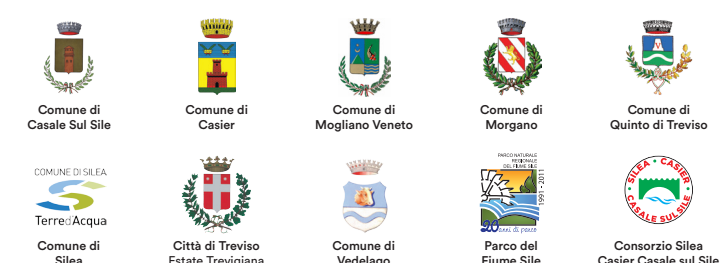 Comune di
Casale Sul Sile
Comune di
Casier
Comune di
Mogliano Veneto
Comune di
Morgano
Comune di
Quinto di Treviso
COMUNE DI SILEA
Terred'Acqua
Comune di
Silea
Città di Treviso
Estate Trevigiana
Comune di
Vedelago
PARCO NATURALE
REGIONALE
DEL FIUME SILE
1991 - 2011
20 anni di parco
Parco del
Fiume Sile
SILEA • CASIER
CASALE SUL SILE
Consorzio Silea
Casier Casale sul Sile